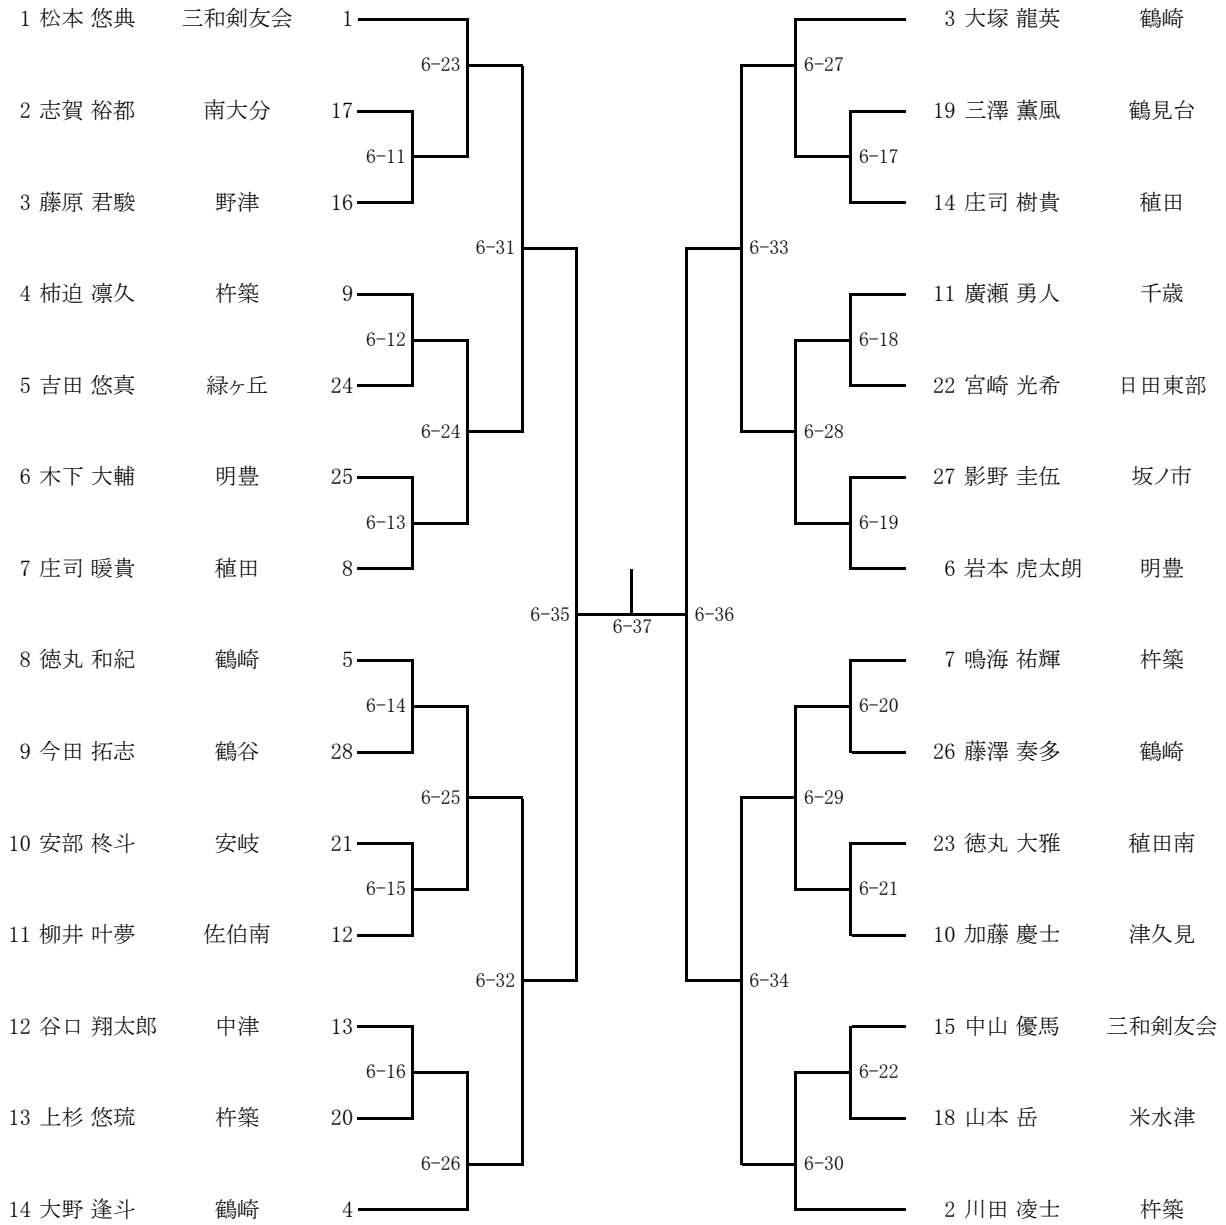 1 松本 悠典 三和剣友会 1 3 大塚 龍英 鶴崎
6-23 6-27
2 志賀 裕都 南大分 17 19 三澤 薫風 鶴見台
6-11 6-17
3 藤原 君駿 野津 16 14 庄司 樹貴 稙田
6-31 6-33
4 柿迫 凛久 杵築 9 11 廣瀬 勇人 千歳
6-12 6-18
5 吉田 悠真 緑ヶ丘 24 22 宮崎 光希 日田東部
6-24 6-28
6 木下 大輔 明豊 25 27 影野 圭伍 坂ノ市
6-13 6-19
7 庄司 暖貴 稙田 8 6 岩本 虎太朗 明豊
6-35 6-37 6-36
8 徳丸 和紀 鶴崎 5 7 鳴海 祐輝 杵築
6-14 6-20
9 今田 拓志 鶴谷 28 26 藤澤 奏多 鶴崎
6-25 6-29
10 安部 柊斗 安岐 21 23 徳丸 大雅 稙田南
6-15 6-21
11 柳井 叶夢 佐伯南 12 10 加藤 慶士 津久見
6-32 6-34
12 谷口 翔太郎 中津 13 15 中山 優馬 三和剣友会
6-16 6-22
13 上杉 悠琉 杵築 20 18 山本 岳 米水津
6-26 6-30
14 大野 逢斗 鶴崎 4 2 川田 凌士 杵築